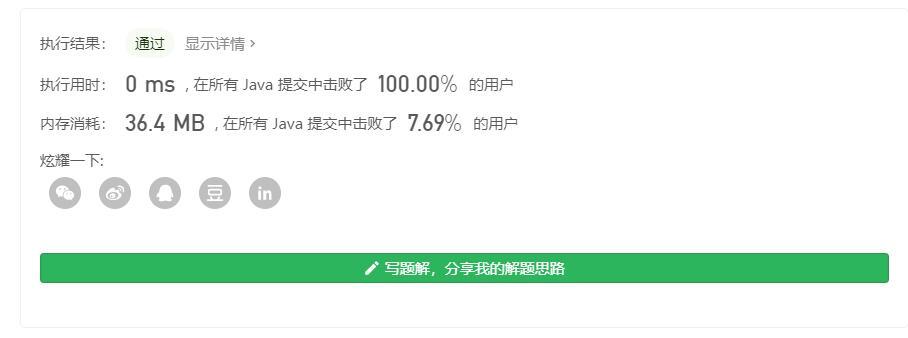 执行结果： 通过 显示详情 >
执行用时： 0 ms , 在所有 Java 提交中击败了 100.00% 的用户
内存消耗： 36.4 MB , 在所有 Java 提交中击败了 7.69% 的用户
炫耀一下:
豆 in
写题解，分享我的解题思路